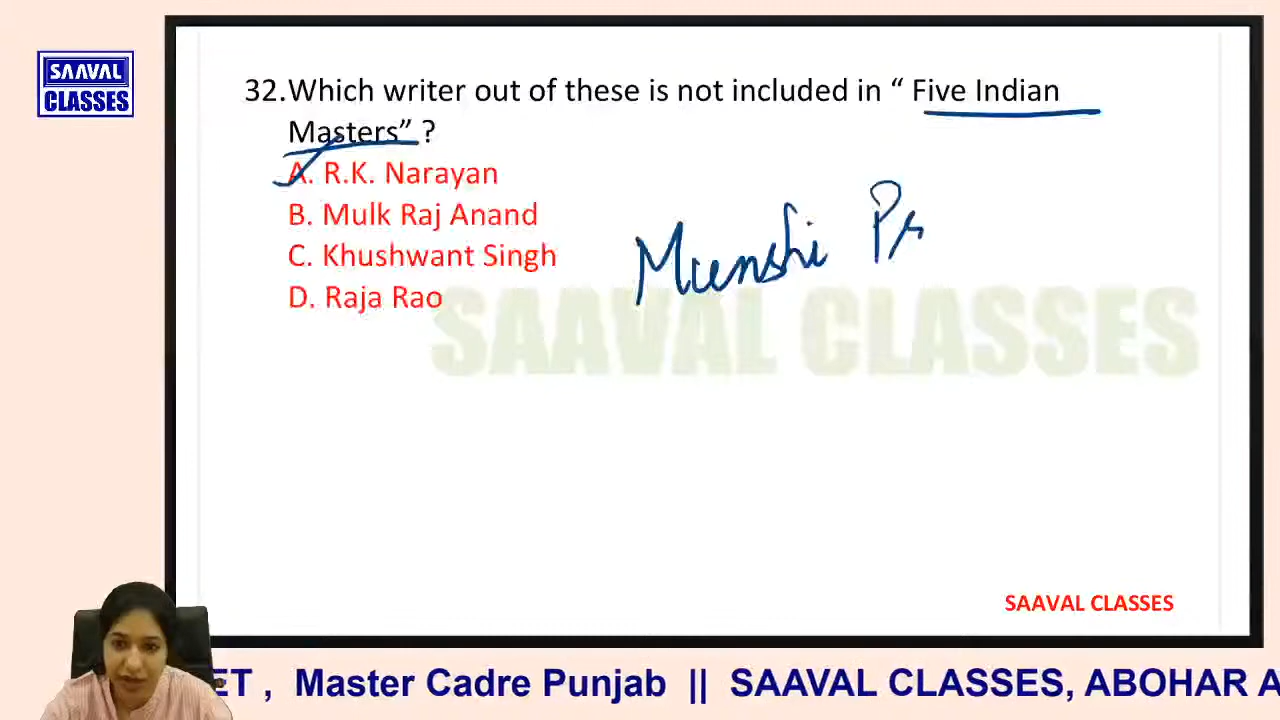 SAAVAL
CLASSES
32.Which writer out of these is not included in “ Five Indian
Masters” ?
A. R.K. Narayan
B. Mulk Raj Anand
C. Khushwant Singh
D. Raja Rao
Munshi Pr
SAAVAL CLASSES
SAAVAL CLASSES
ET , Master Cadre Punjab || SAAVAL CLASSES, ABOHAR A